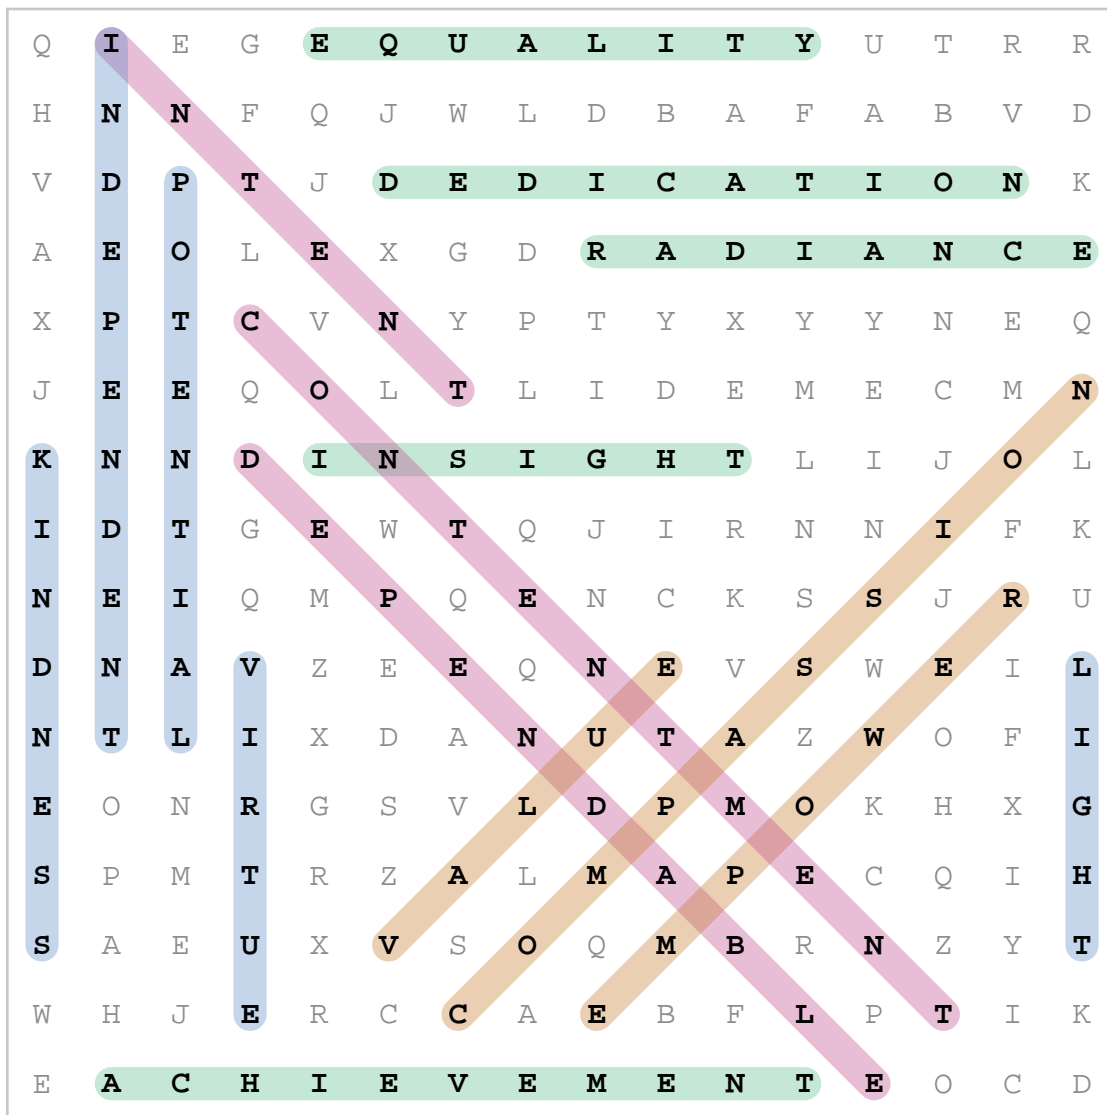 Q I E G E Q U A L I T Y U T R R
H N N F Q J W L D B A F A B V D
V D P T J D E D I C A T I O N K
A E O L E X G D R A D I A N C E
X P T C V N Y P T Y X Y Y N E Q
J E E Q O L T L I D E M E C M N
K N N D I N S I G H T L I J O L
I D T G E W T Q J I R N N I F K
N E I Q M P Q E N C K S S J R U
D N A V Z E E Q N E V S W E I L
N T L I X D A N U T A Z W O F I
E O N R G S V L D P M O K H X G
S P M T R Z A L M A P E C Q I H
S A E U X V S O Q M B R N Z Y T
W H J E R C C A E B F L P T I K
E A C H I E V E M E N T E O C D